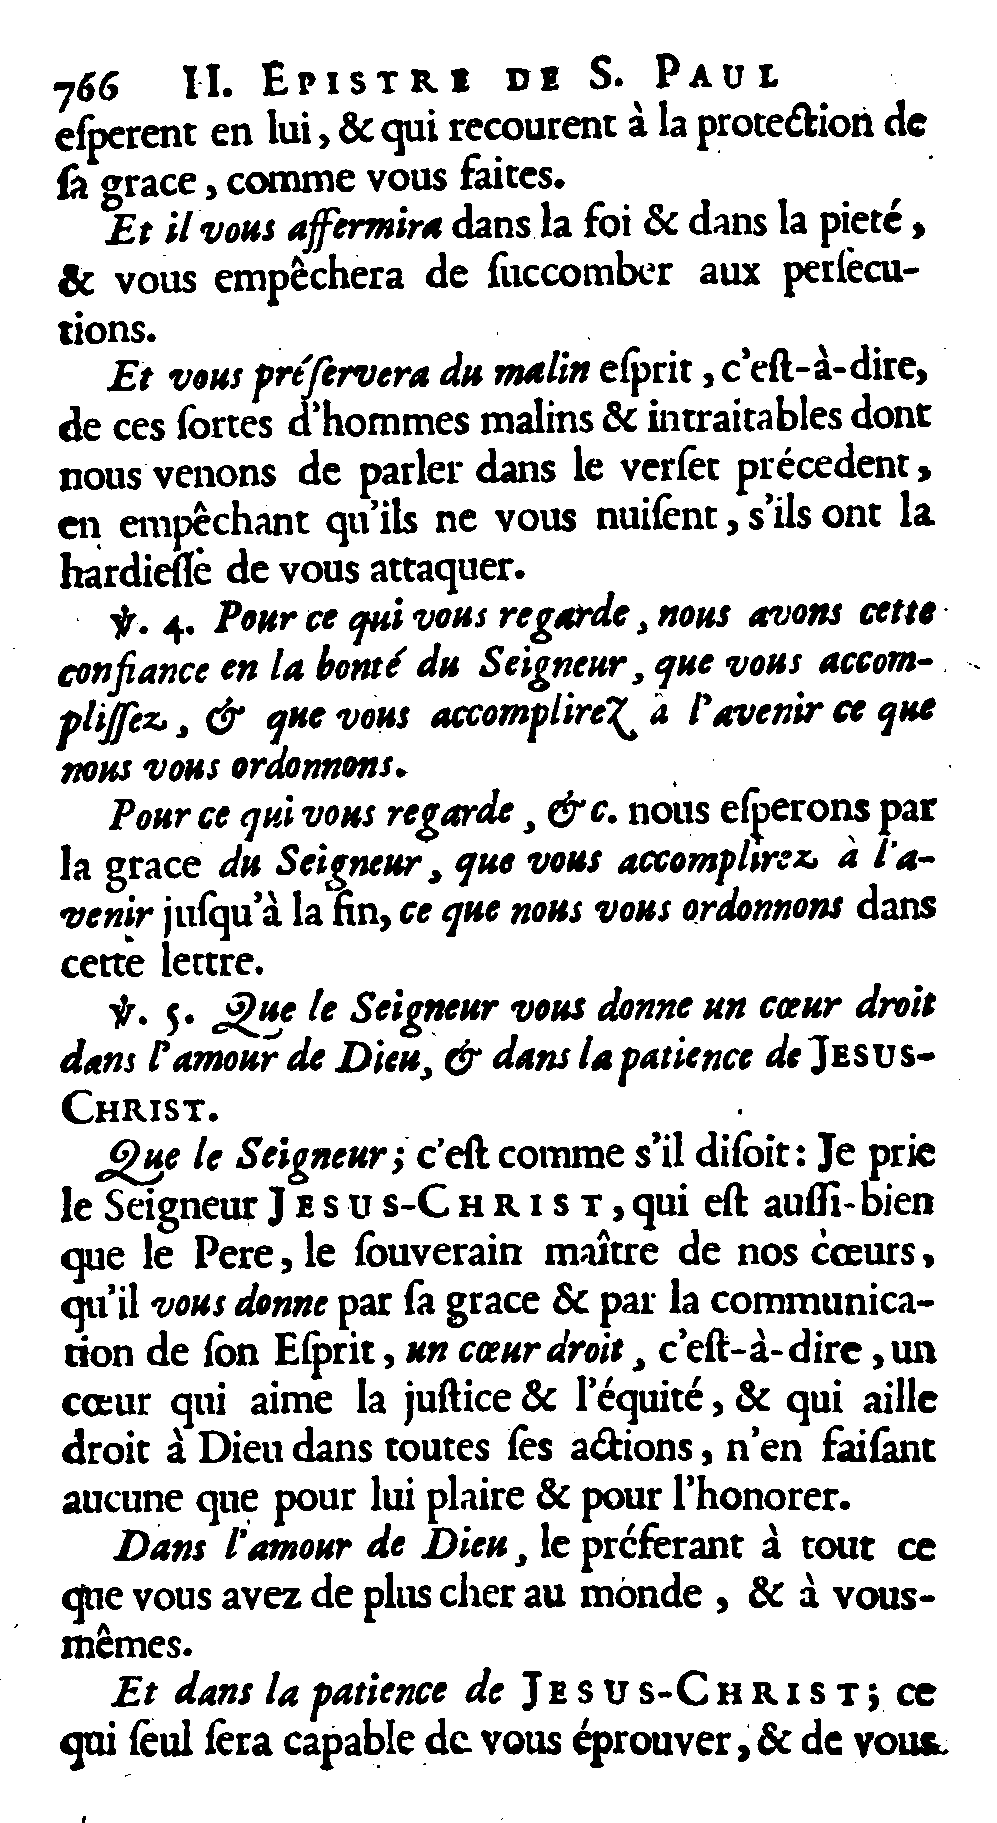 766 II. EPISTRE DE S. PAUL
eſperent en lui, & qui recourent à la protection de
ſa grace, comme vous faites.
Et il vous affermira dans la foi & dans la pieté,
& vous empêchera de ſuccomber aux perſecu-
tions.
Et vous préſervera du malin eſprit, c'eſt-à-dire,
de ces ſortes d'hommes malins & intraitables dont
nous venons de parler dans le verſet précedent,
en empêchant qu'ils ne vous nuiſent, s'ils ont la
hardieſſe de vous attaquer.
℣. 4. Pour ce qui vous regarde, nous avons cette
confiance en la bonté du Seigneur, que vous accom-
pliſſez, & que vous accomplirez à l'avenir ce que
nous vous ordonnons.
Pour ce qui vous regarde, &c. nous eſperons par
la grace du Seigneur, que vous accomplirez à l'a-
venir juſqu'à la fin, ce que nous vous ordonnons dans
cette lettre.
℣. 5. Que le Seigneur vous donne un cœur droit
dans l'amour de Dieu, & dans la patience de JESUS-
CHRIST.
Que le Seigneur; c'eſt comme s'il diſoit: Je prie
le Seigneur JESUS-CHRIST, qui eſt auſſi-bien
que le Pere, le ſouverain maître de nos cœurs,
qu'il vous donne par ſa grace & par la communica-
tion de ſon Eſprit, un cœur droit, c'eſt-à-dire, un
cœur qui aime la juſtice & l'équité, & qui aille
droit à Dieu dans toutes ſes actions, n'en faiſant
aucune que pour lui plaire & pour l'honorer.
Dans l'amour de Dieu, le préferant à tout ce
que vous avez de plus cher au monde, & à vous-
mêmes.
Et dans la patience de JESUS-CHRIST; ce
qui ſeul ſera capable de vous éprouver, & de vous